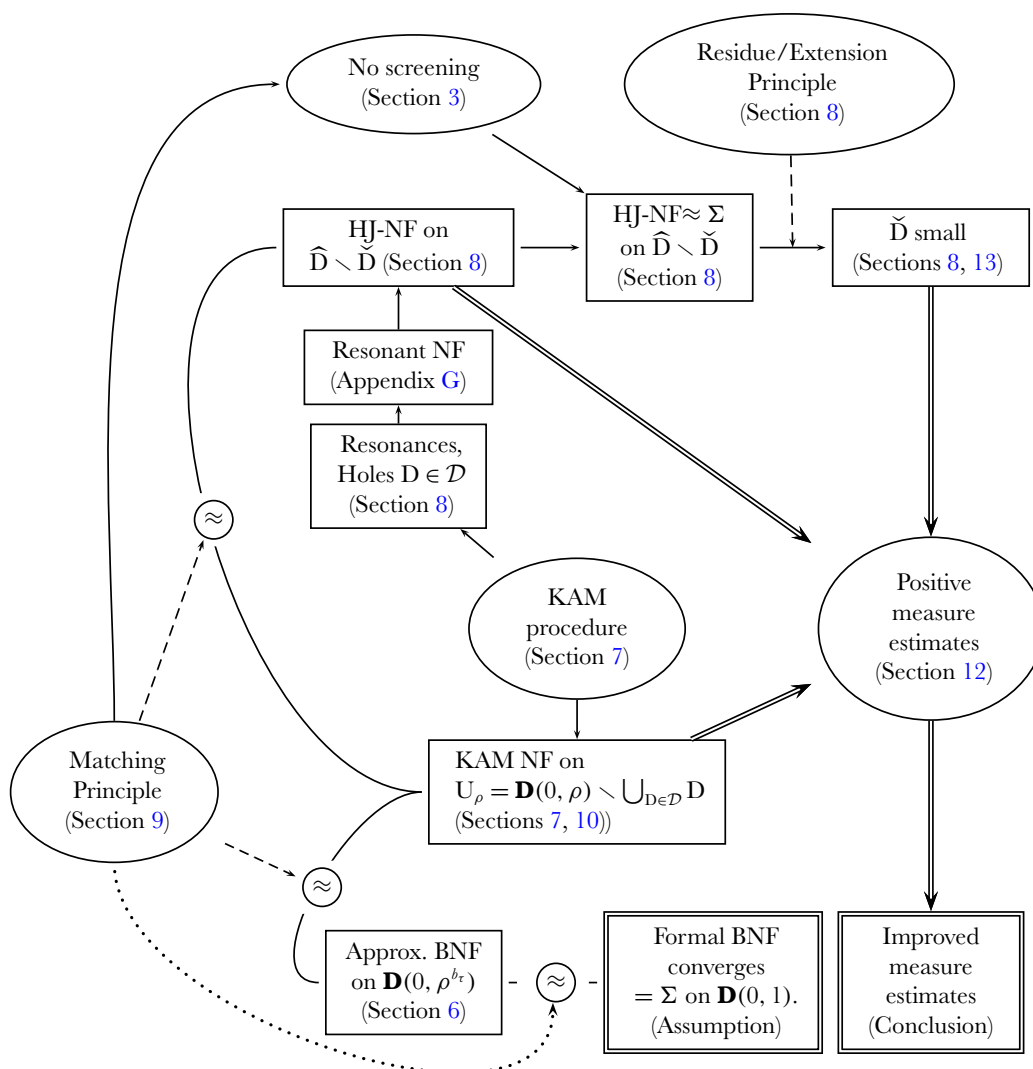 No screening
(Section 3)
Residue/Extension
Principle
(Section 8)
HJ-NF on
D̂ ∖ Ď (Section 8)
HJ-NF≈ Σ
on D̂ ∖ Ď
(Section 8)
Ď small
(Sections 8, 13)
Resonant NF
(Appendix G)
Resonances,
Holes D ∈ 𝒟
(Section 8)
≈
KAM
procedure
(Section 7)
Positive
measure
estimates
(Section 12)
Matching
Principle
(Section 9)
KAM NF on
U_ρ = 𝐃(0, ρ) ∖ ⋃_{D∈𝒟} D
(Sections 7, 10))
≈
Approx. BNF
on 𝐃(0, ρ^{b_τ})
(Section 6)
≈
Formal BNF
converges
= Σ on 𝐃(0, 1).
(Assumption)
Improved
measure
estimates
(Conclusion)